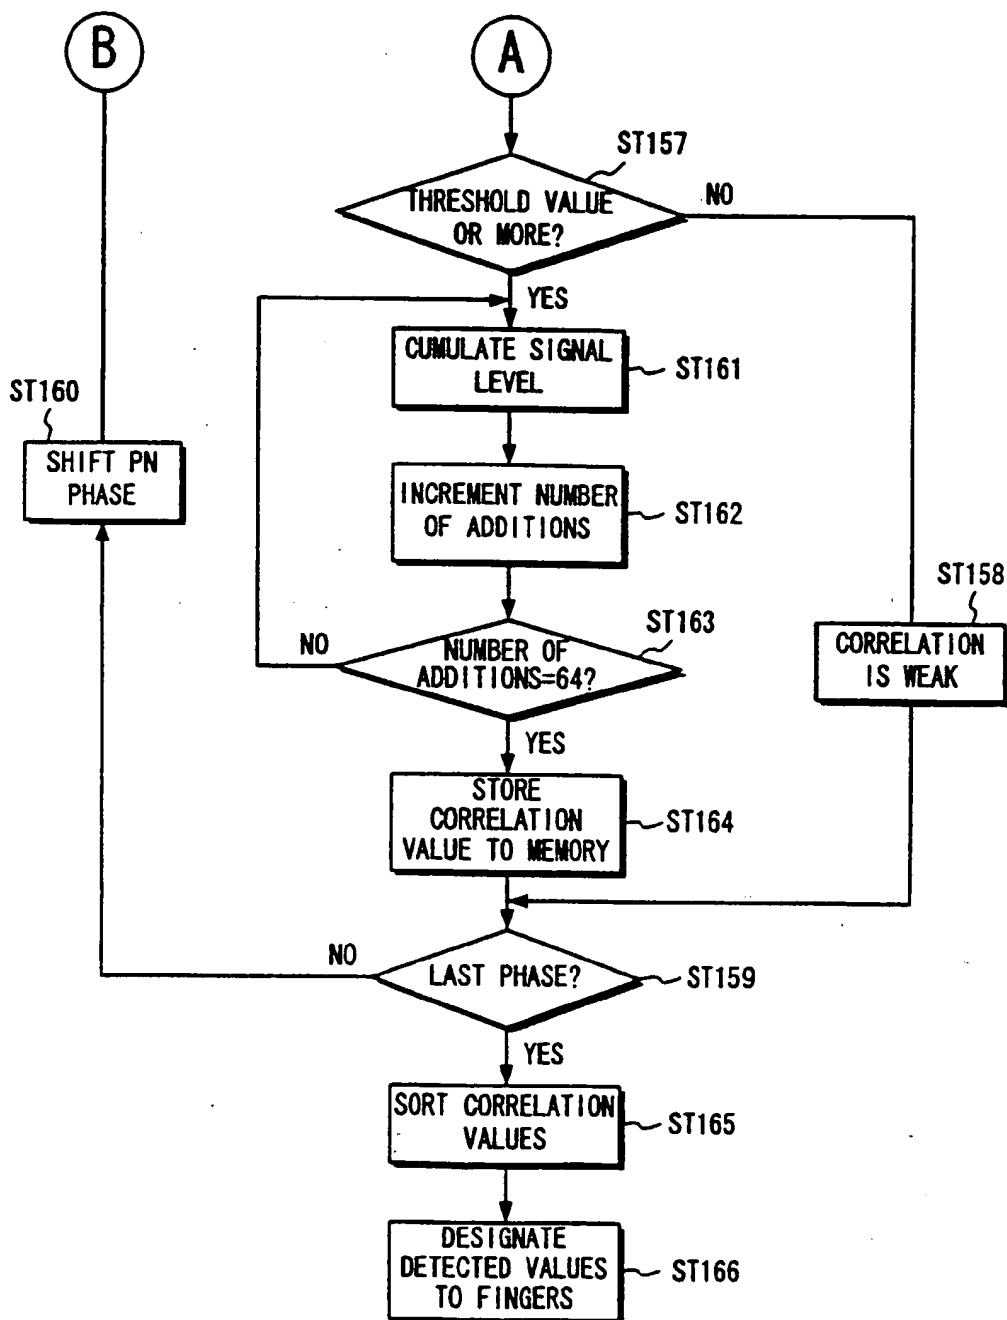 B
A
ST157
THRESHOLD VALUE
OR MORE?
NO
YES
CUMULATE SIGNAL
LEVEL
ST161
ST160
SHIFT PN
PHASE
INCREMENT NUMBER
OF ADDITIONS
ST162
ST158
CORRELATION
IS WEAK
ST163
NO
NUMBER OF
ADDITIONS=64?
YES
STORE
CORRELATION
VALUE TO MEMORY
ST164
NO
LAST PHASE?
ST159
YES
SORT CORRELATION
VALUES
ST165
DESIGNATE
DETECTED VALUES
TO FINGERS
ST166